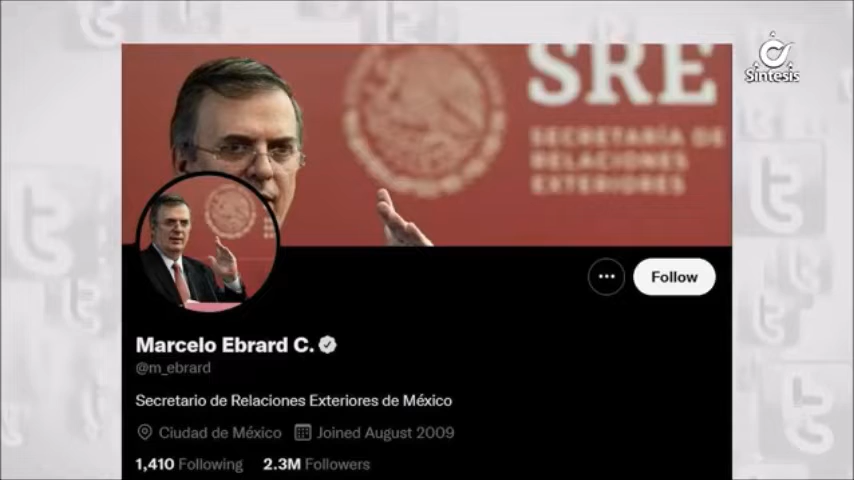 Síntesis
SRE
SECRETARÍA DE
RELACIONES
EXTERIORES
Follow
Marcelo Ebrard C.
@m_ebrard
Secretario de Relaciones Exteriores de México
Ciudad de México Joined August 2009
1,410 Following 2.3M Followers